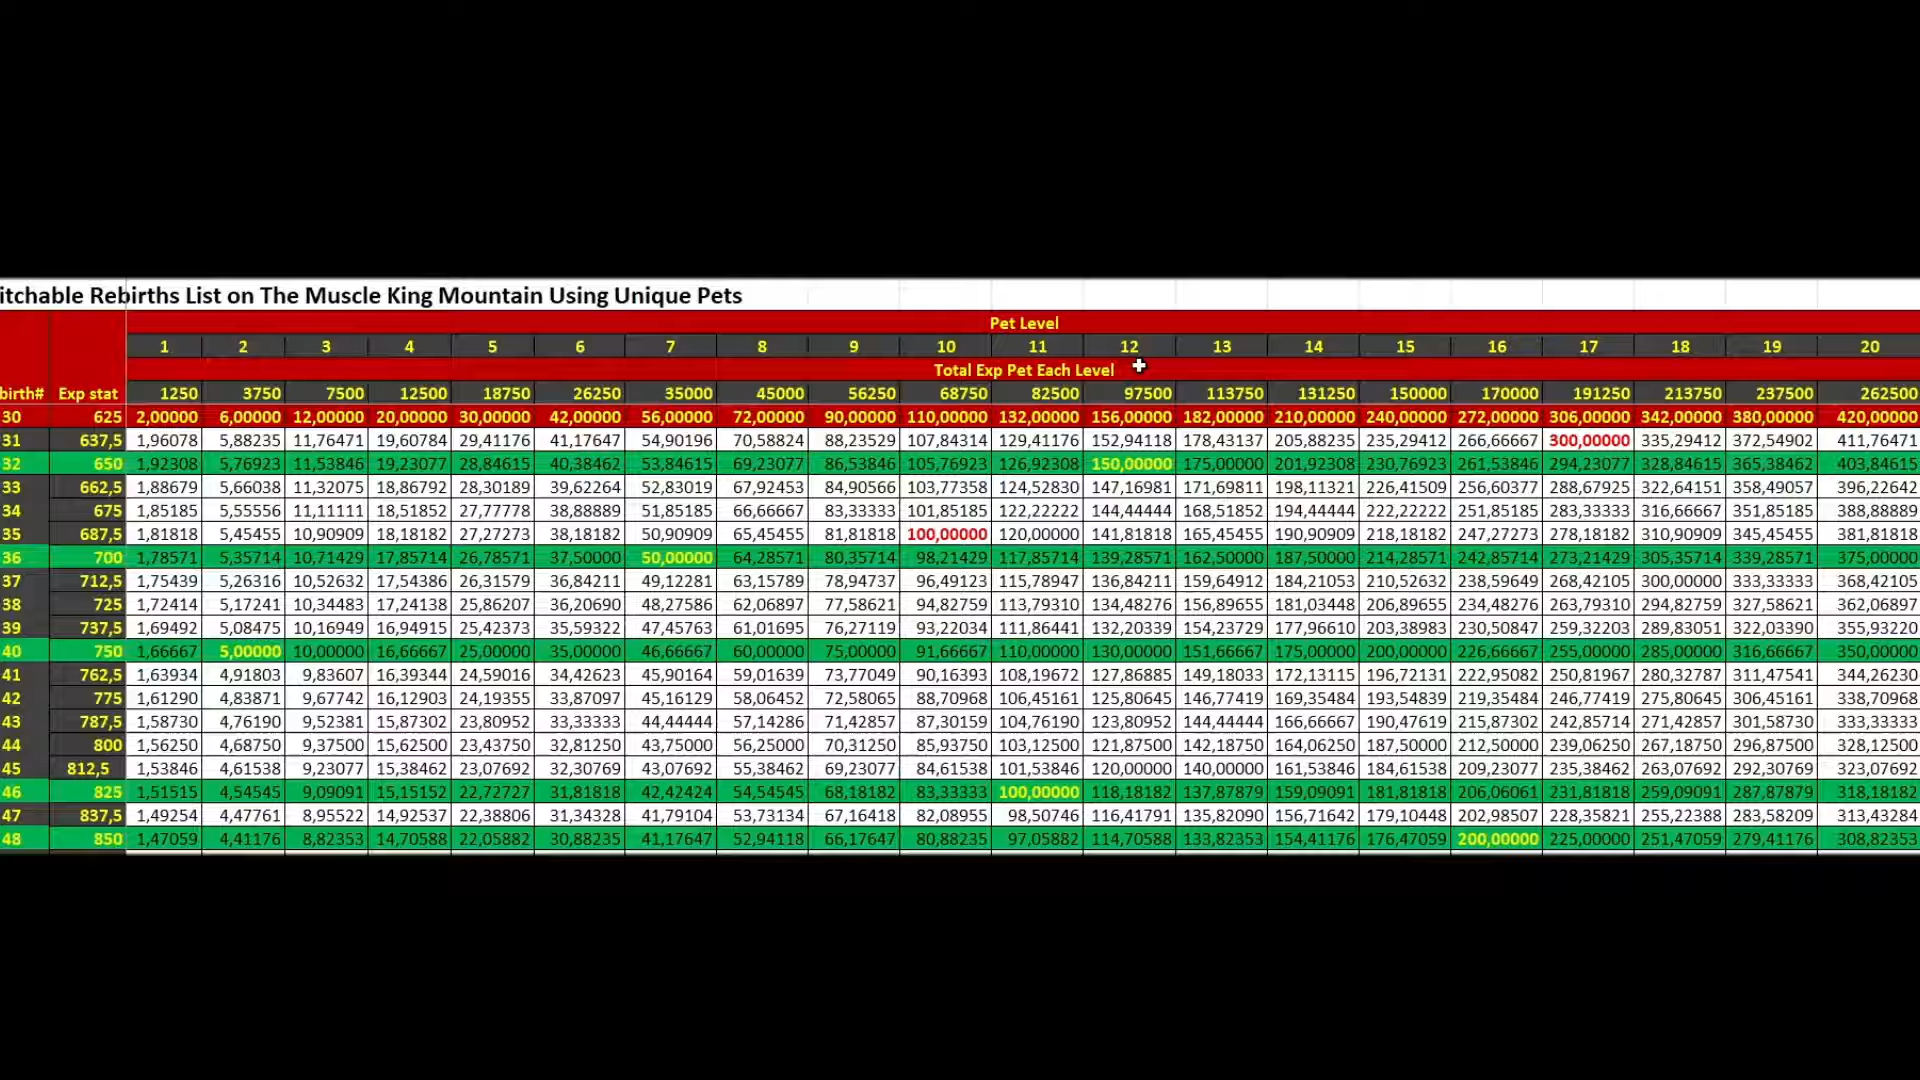 itchable Rebirths List on The Muscle King Mountain Using Unique Pets
Pet Level
1 2 3 4 5 6 7 8 9 10 11 12 13 14 15 16 17 18 19 20
Total Exp Pet Each Level
birth# Exp stat 1250 3750 7500 12500 18750 26250 35000 45000 56250 68750 82500 97500 113750 131250 150000 170000 191250 213750 237500 262500
30 625 2,00000 6,00000 12,00000 20,00000 30,00000 42,00000 56,00000 72,00000 90,00000 110,00000 132,00000 156,00000 182,00000 210,00000 240,00000 272,00000 306,00000 342,00000 380,00000 420,00000
31 637,5 1,96078 5,88235 11,76471 19,60784 29,41176 41,17647 54,90196 70,58824 88,23529 107,84314 129,41176 152,94118 178,43137 205,88235 235,29412 266,66667 300,00000 335,29412 372,54902 411,76471
32 650 1,92308 5,76923 11,53846 19,23077 28,84615 40,38462 53,84615 69,23077 86,53846 105,76923 126,92308 150,00000 175,00000 201,92308 230,76923 261,53846 294,23077 328,84615 365,38462 403,84615
33 662,5 1,88679 5,66038 11,32075 18,86792 28,30189 39,62264 52,83019 67,92453 84,90566 103,77358 124,52830 147,16981 171,69811 198,11321 226,41509 256,60377 288,67925 322,64151 358,49057 396,22642
34 675 1,85185 5,55556 11,11111 18,51852 27,77778 38,88889 51,85185 66,66667 83,33333 101,85185 122,22222 144,44444 168,51852 194,44444 222,22222 251,85185 283,33333 316,66667 351,85185 388,88889
35 687,5 1,81818 5,45455 10,90909 18,18182 27,27273 38,18182 50,90909 65,45455 81,81818 100,00000 120,00000 141,81818 165,45455 190,90909 218,18182 247,27273 278,18182 310,90909 345,45455 381,81818
36 700 1,78571 5,35714 10,71429 17,85714 26,78571 37,50000 50,00000 64,28571 80,35714 98,21429 117,85714 139,28571 162,50000 187,50000 214,28571 242,85714 273,21429 305,35714 339,28571 375,00000
37 712,5 1,75439 5,26316 10,52632 17,54386 26,31579 36,84211 49,12281 63,15789 78,94737 96,49123 115,78947 136,84211 159,64912 184,21053 210,52632 238,59649 268,42105 300,00000 333,33333 368,42105
38 725 1,72414 5,17241 10,34483 17,24138 25,86207 36,20690 48,27586 62,06897 77,58621 94,82759 113,79310 134,48276 156,89655 181,03448 206,89655 234,48276 263,79310 294,82759 327,58621 362,06897
39 737,5 1,69492 5,08475 10,16949 16,94915 25,42373 35,59322 47,45763 61,01695 76,27119 93,22034 111,86441 132,20339 154,23729 177,96610 203,38983 230,50847 259,32203 289,83051 322,03390 355,93220
40 750 1,66667 5,00000 10,00000 16,66667 25,00000 35,00000 46,66667 60,00000 75,00000 91,66667 110,00000 130,00000 151,66667 175,00000 200,00000 226,66667 255,00000 285,00000 316,66667 350,00000
41 762,5 1,63934 4,91803 9,83607 16,39344 24,59016 34,42623 45,90164 59,01639 73,77049 90,16393 108,19672 127,86885 149,18033 172,13115 196,72131 222,95082 250,81967 280,32787 311,47541 344,26230
42 775 1,61290 4,83871 9,67742 16,12903 24,19355 33,87097 45,16129 58,06452 72,58065 88,70968 106,45161 125,80645 146,77419 169,35484 193,54839 219,35484 246,77419 275,80645 306,45161 338,70968
43 787,5 1,58730 4,76190 9,52381 15,87302 23,80952 33,33333 44,44444 57,14286 71,42857 87,30159 104,76190 123,80952 144,44444 166,66667 190,47619 215,87302 242,85714 271,42857 301,58730 333,33333
44 800 1,56250 4,68750 9,37500 15,62500 23,43750 32,81250 43,75000 56,25000 70,31250 85,93750 103,12500 121,87500 142,18750 164,06250 187,50000 212,50000 239,06250 267,18750 296,87500 328,12500
45 812,5 1,53846 4,61538 9,23077 15,38462 23,07692 32,30769 43,07692 55,38462 69,23077 84,61538 101,53846 120,00000 140,00000 161,53846 184,61538 209,23077 235,38462 263,07692 292,30769 323,07692
46 825 1,51515 4,54545 9,09091 15,15152 22,72727 31,81818 42,42424 54,54545 68,18182 83,33333 100,00000 118,18182 137,87879 159,09091 181,81818 206,06061 231,81818 259,09091 287,87879 318,18182
47 837,5 1,49254 4,47761 8,95522 14,92537 22,38806 31,34328 41,79104 53,73134 67,16418 82,08955 98,50746 116,41791 135,82090 156,71642 179,10448 202,98507 228,35821 255,22388 283,58209 313,43284
48 850 1,47059 4,41176 8,82353 14,70588 22,05882 30,88235 41,17647 52,94118 66,17647 80,88235 97,05882 114,70588 133,82353 154,41176 176,47059 200,00000 225,00000 251,47059 279,41176 308,82353